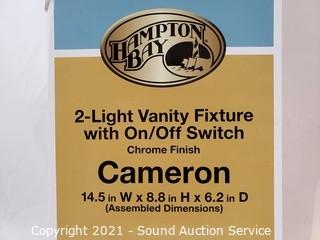 HAMPTON
BAY
2-Light Vanity Fixture
with On/Off Switch
Chrome Finish
Cameron
14.5 in W x 8.8 in H x 6.2 in D
(Assembled Dimensions)
Copyright 2021 - Sound Auction Service